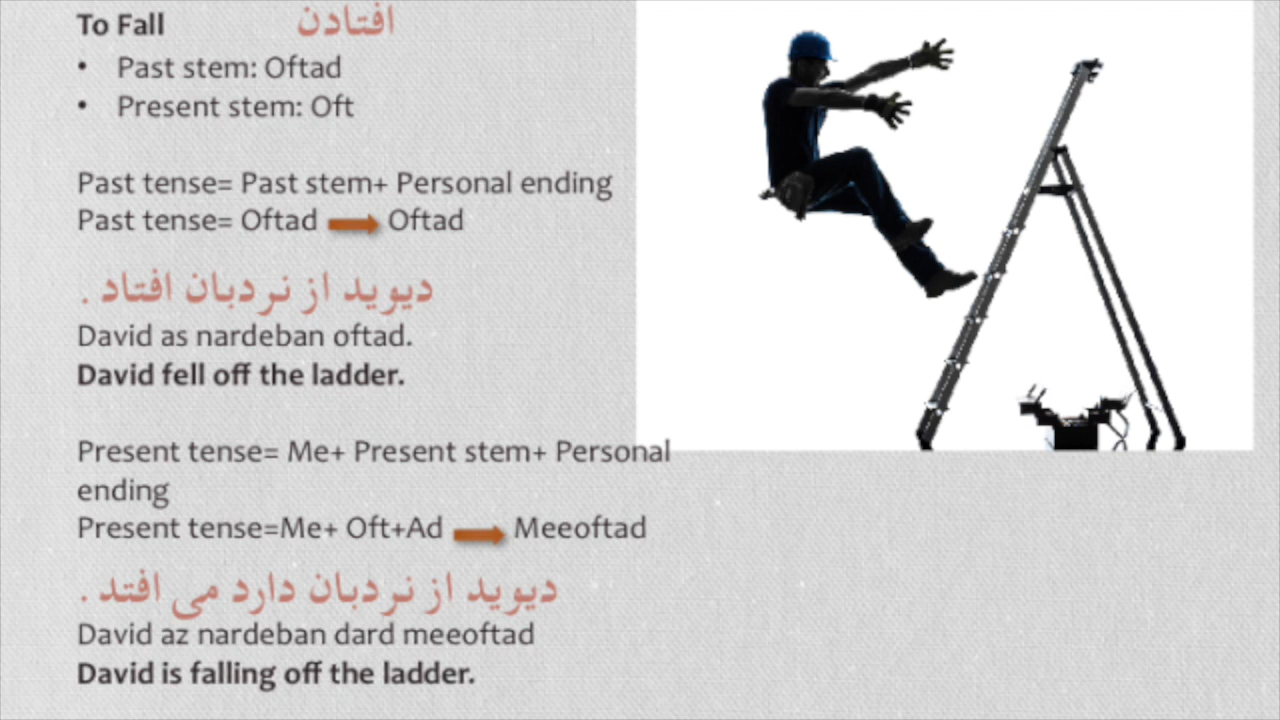 To Fall افتادن
• Past stem: Oftad
• Present stem: Oft
Past tense= Past stem+ Personal ending
Past tense= Oftad Oftad
دیوید از نردبان افتاد .
David as nardeban oftad.
David fell off the ladder.
Present tense= Me+ Present stem+ Personal
ending
Present tense=Me+ Oft+Ad Meeoftad
دیوید از نردبان دارد می افتد .
David az nardeban dard meeoftad
David is falling off the ladder.